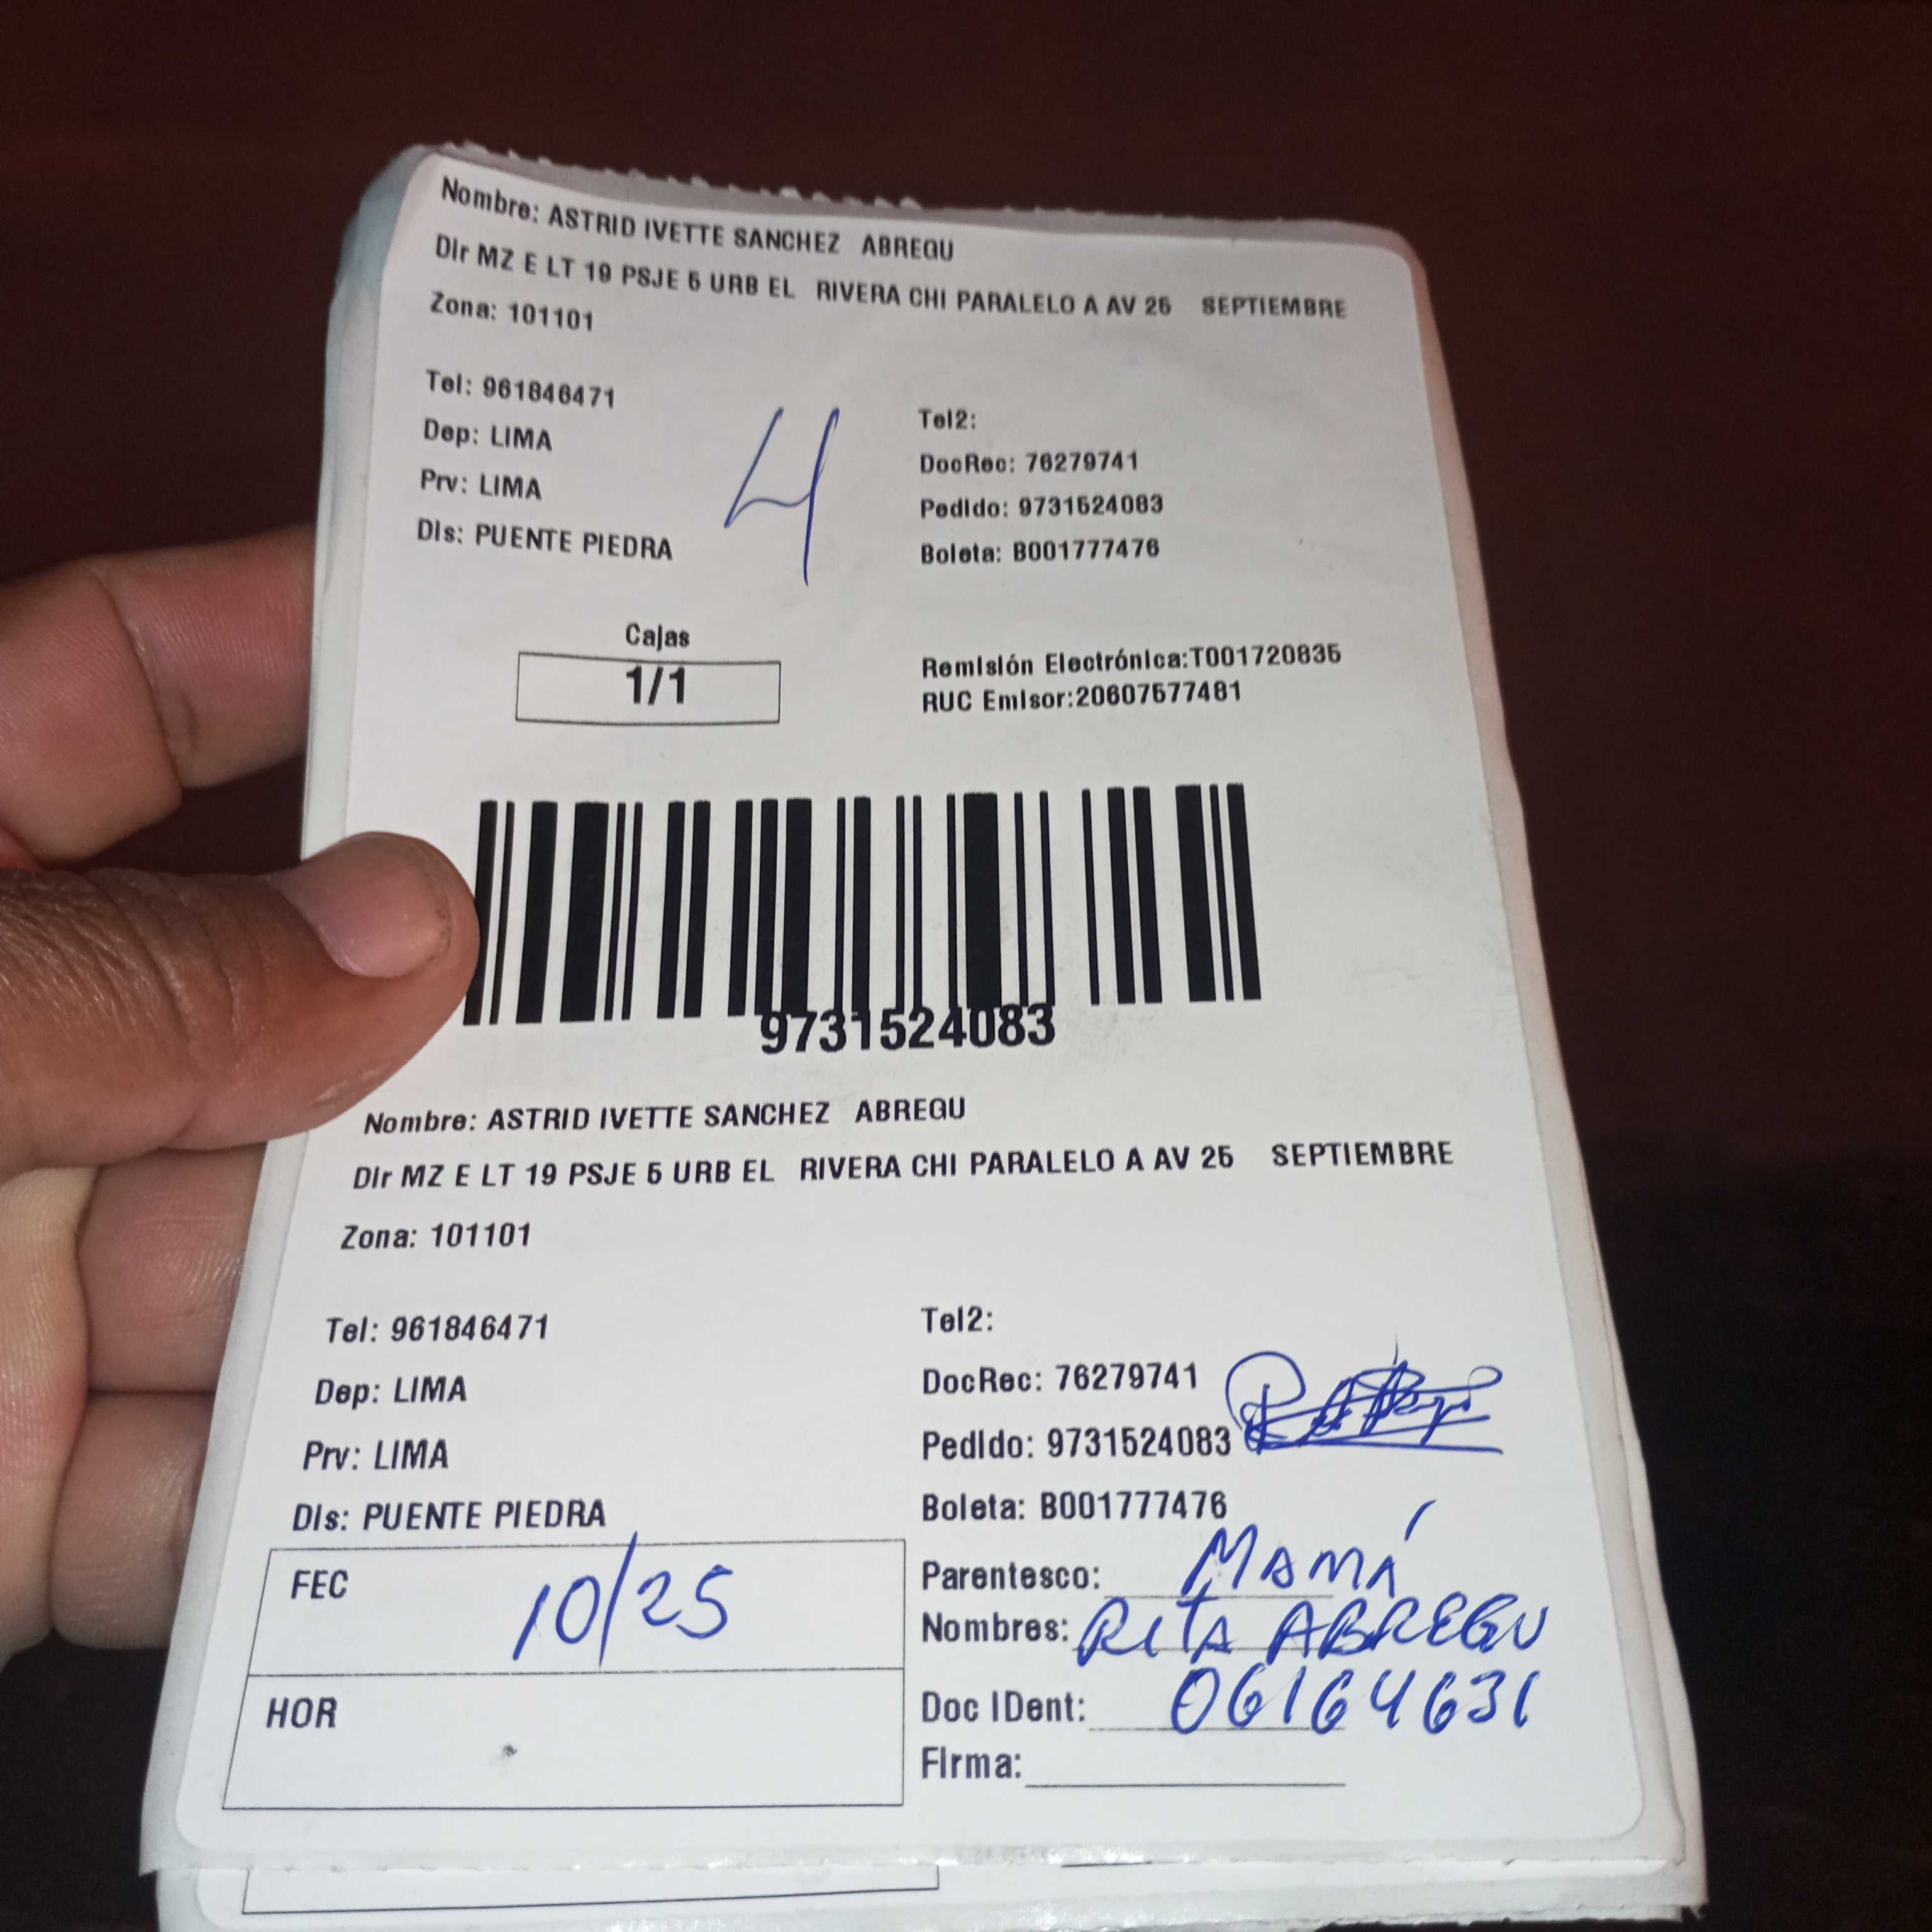 Nombre: ASTRID IVETTE SANCHEZ ABREGU
Dir MZ E LT 19 PSJE 5 URB EL RIVERA CHI PARALELO A AV 25 SEPTIEMBRE
Zona: 101101
Tel: 961846471
Dep: LIMA
Prv: LIMA
Dis: PUENTE PIEDRA
4
Tel2:
DocRec: 76279741
Pedido: 9731524083
Boleta: B001777476
Cajas
1/1
Remisión Electrónica:T001720835
RUC Emisor:20607577481
9731524083
Nombre: ASTRID IVETTE SANCHEZ ABREGU
Dir MZ E LT 19 PSJE 5 URB EL RIVERA CHI PARALELO A AV 25 SEPTIEMBRE
Zona: 101101
Tel: 961846471
Dep: LIMA
Prv: LIMA
Dis: PUENTE PIEDRA
Tel2:
DocRec: 76279741
Pedido: 9731524083
Boleta: B001777476
FEC 10/25
HOR
Parentesco: MAMÁ
Nombres: RITA ABREGU
Doc IDent: 06164631
Firma: